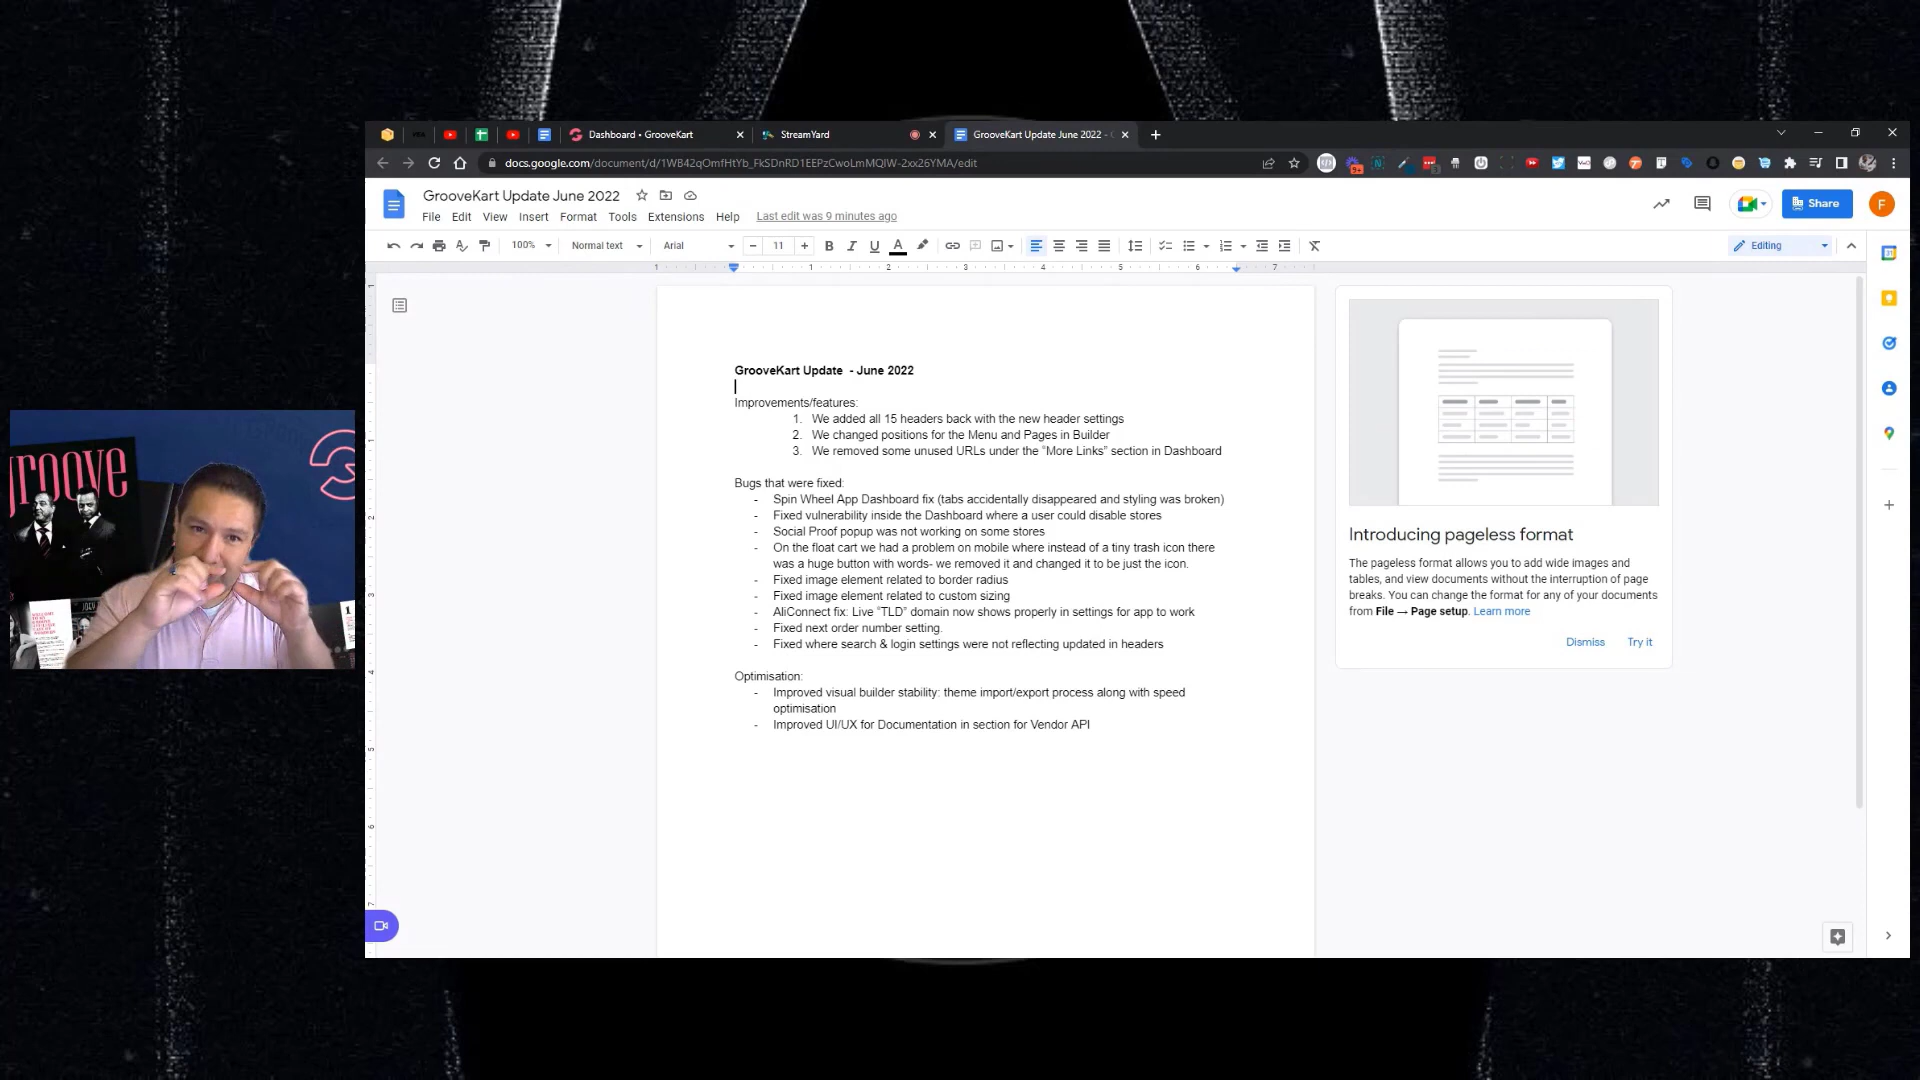 Dashboard • GrooveKart
StreamYard
GrooveKart Update June 2022 -
docs.google.com/document/d/1WB42qOmfHtYb_FkSDnRD1EEPzCwoLmMQIW-2xx26YMA/edit
GrooveKart Update June 2022
File Edit View Insert Format Tools Extensions Help Last edit was 9 minutes ago
Share
F
100% Normal text Arial 11 Editing
1 1 2 3 4 5 6 7
GrooveKart Update - June 2022
Improvements/features:
1. We added all 15 headers back with the new header settings
2. We changed positions for the Menu and Pages in Builder
3. We removed some unused URLs under the “More Links” section in Dashboard
Bugs that were fixed:
- Spin Wheel App Dashboard fix (tabs accidentally disappeared and styling was broken)
- Fixed vulnerability inside the Dashboard where a user could disable stores
- Social Proof popup was not working on some stores
- On the float cart we had a problem on mobile where instead of a tiny trash icon there
was a huge button with words- we removed it and changed it to be just the icon.
- Fixed image element related to border radius
- Fixed image element related to custom sizing
- AliConnect fix: Live “TLD” domain now shows properly in settings for app to work
- Fixed next order number setting.
- Fixed where search & login settings were not reflecting updated in headers
Optimisation:
- Improved visual builder stability: theme import/export process along with speed
optimisation
- Improved UI/UX for Documentation in section for Vendor API
Introducing pageless format
The pageless format allows you to add wide images and
tables, and view documents without the interruption of page
breaks. You can change the format for any of your documents
from File → Page setup. Learn more
Dismiss Try it
groove